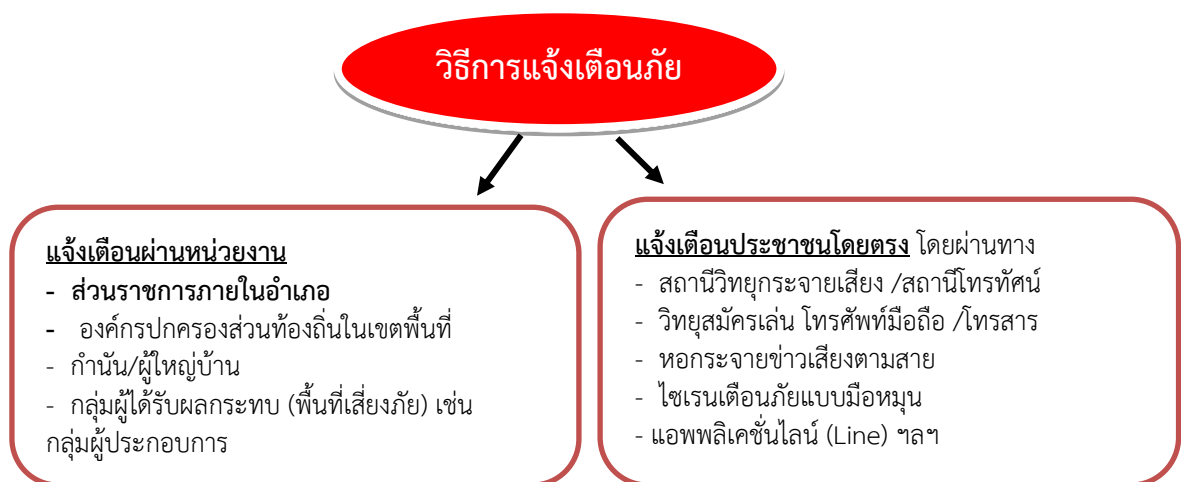 วิธีการแจ้งเตือนภัย
แจ้งเตือนผ่านหน่วยงาน
- ส่วนราชการภายในอำเภอ
- องค์กรปกครองส่วนท้องถิ่นในเขตพื้นที่
- กำนัน/ผู้ใหญ่บ้าน
- กลุ่มผู้ได้รับผลกระทบ (พื้นที่เสี่ยงภัย) เช่น
กลุ่มผู้ประกอบการ
แจ้งเตือนประชาชนโดยตรง โดยผ่านทาง
- สถานีวิทยุกระจายเสียง /สถานีโทรทัศน์
- วิทยุสมัครเล่น โทรศัพท์มือถือ /โทรสาร
- หอกระจายข่าวเสียงตามสาย
- ไซเรนเตือนภัยแบบมือหมุน
- แอพพลิเคชั่นไลน์ (Line) ฯลฯ